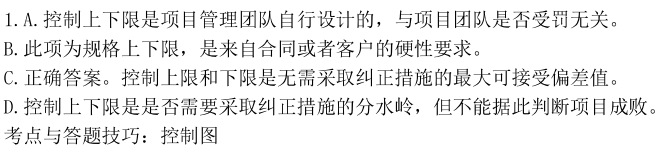 1.A.控制上下限是项目管理团队自行设计的，与项目团队是否受罚无关。
B.此项为规格上下限，是来自合同或者客户的硬性要求。
C.正确答案。控制上限和下限是无需采取纠正措施的最大可接受偏差值。
D.控制上下限是是否需要采取纠正措施的分水岭，但不能据此判断项目成败。
考点与答题技巧：控制图